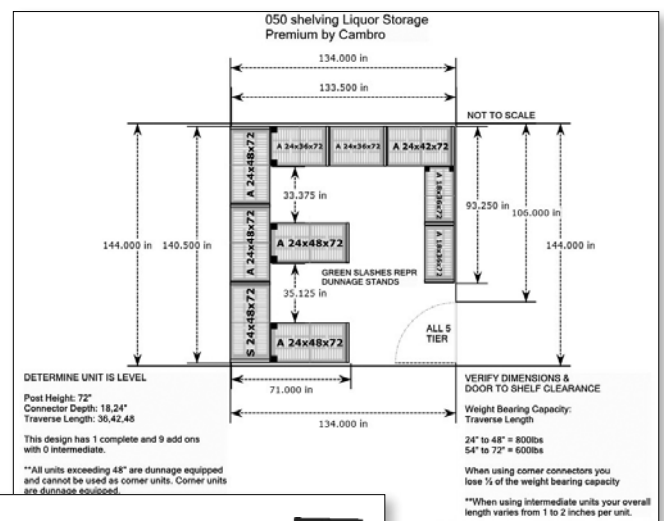 050 shelving Liquor Storage
Premium by Cambro
134.000 in
133.500 in
NOT TO SCALE
A 24x48x72
A 24x36x72
A 24x36x72
A 24x42x72
A 18x36x72
33.375 in
93.250 in
106.000 in
A 24x48x72
A 24x48x72
A 18x36x72
144.000 in
140.500 in
144.000 in
GREEN SLASHES REPR
DUNNAGE STANDS
35.125 in
S 24x48x72
A 24x48x72
ALL 5
TIER
71.000 in
134.000 in
DETERMINE UNIT IS LEVEL
Post Height: 72"
Connector Depth: 18,24"
Traverse Length: 36,42,48
This design has 1 complete and 9 add ons
with 0 intermediate.
**All units exceeding 48" are dunnage equipped
and cannot be used as corner units. Corner units
are dunnage equipped.
VERIFY DIMENSIONS &
DOOR TO SHELF CLEARANCE
Weight Bearing Capacity:
Traverse Length
24" to 48" = 800lbs
54" to 72" = 600lbs
When using corner connectors you
lose ½ of the weight bearing capacity
**When using intermediate units your overall
length varies from 1 to 2 inches per unit.